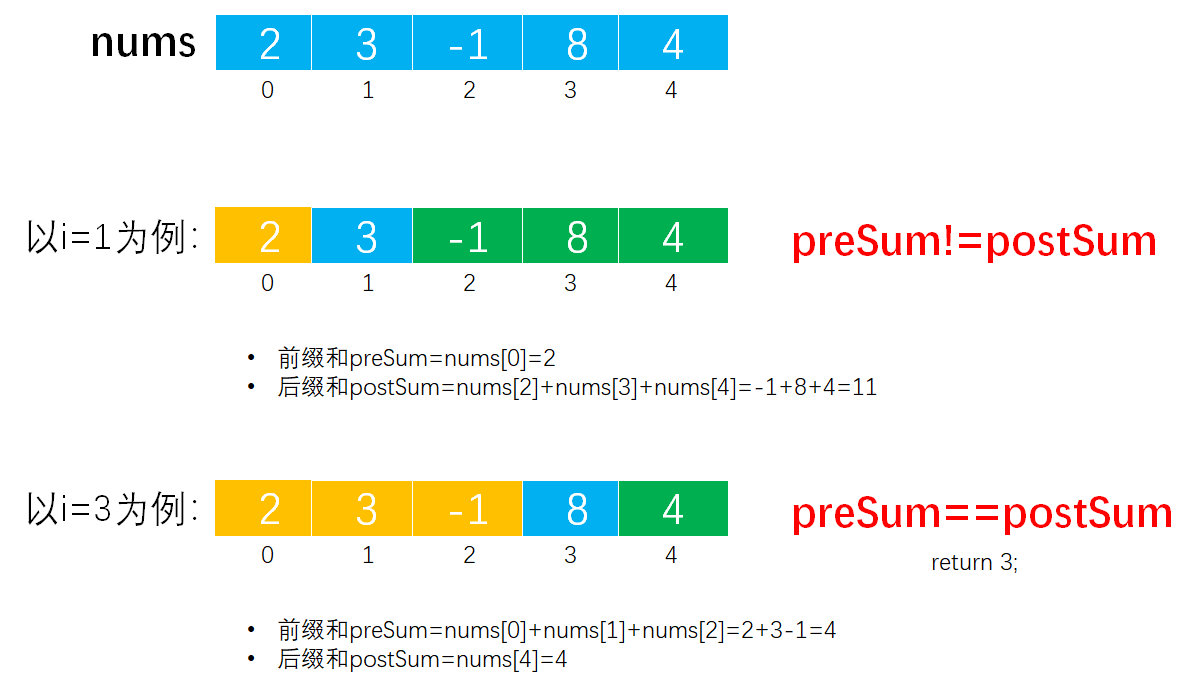 nums 2 3 -1 8 4
0 1 2 3 4
以i=1为例： 2 3 -1 8 4 preSum!=postSum
0 1 2 3 4
• 前缀和preSum=nums[0]=2
• 后缀和postSum=nums[2]+nums[3]+nums[4]=-1+8+4=11
以i=3为例： 2 3 -1 8 4 preSum==postSum
0 1 2 3 4 return 3;
• 前缀和preSum=nums[0]+nums[1]+nums[2]=2+3-1=4
• 后缀和postSum=nums[4]=4